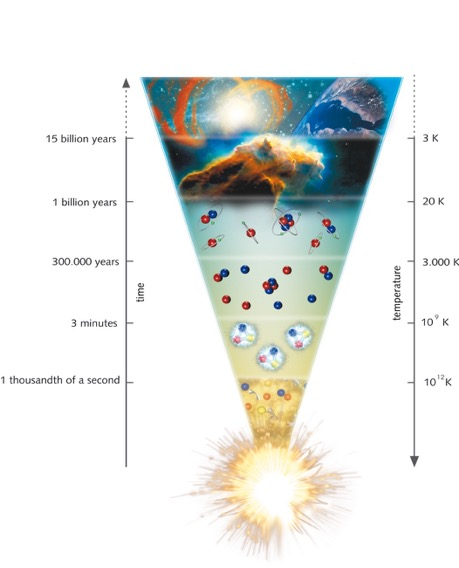 15 billion years
3 K
1 billion years
20 K
300.000 years
3.000 K
time
temperature
3 minutes
10⁹ K
1 thousandth of a second
10¹² K